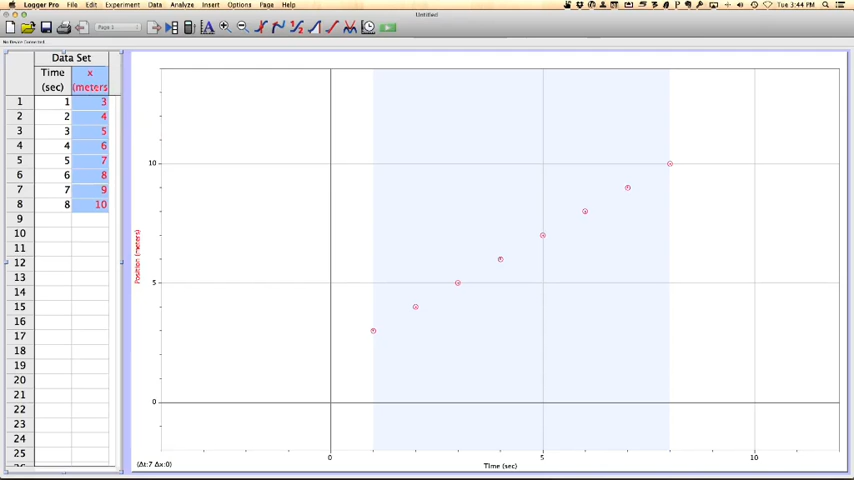 Logger Pro File Edit Experiment Data Analyze Insert Options Page Help Tue 3:44 PM
Untitled
Page 1
No Device Connected
Data Set
Time x
(sec) (meters
1 1 3
2 2 4
3 3 5
4 4 6
5 5 7
6 6 8
7 7 9
8 8 10
9
10
11
12
13
14
15
16
17
18
19
20
21
22
23
24
25
10
5
0
Position (meters)
0 5 10
Time (sec)
(Δt:7 Δx:0)